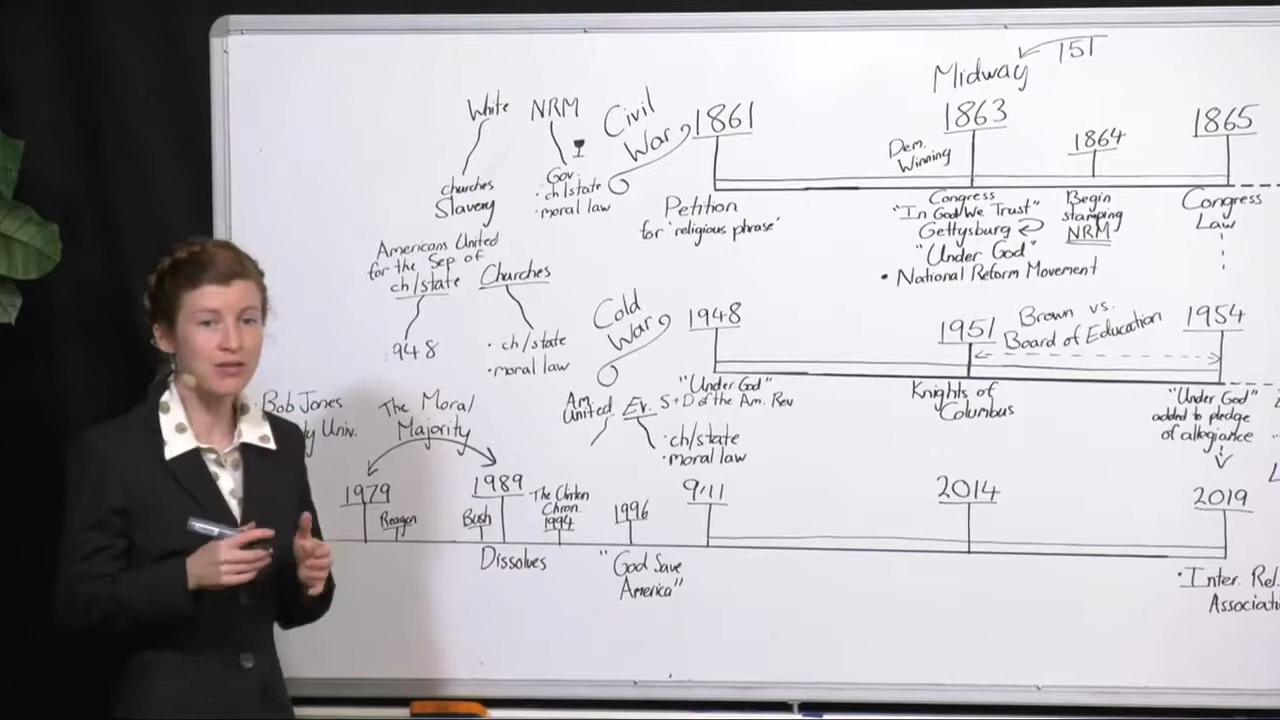 Midway
15T
White NRM
Civil
War
1861
1863
1864
1865
Dem.
Winning
churches
Slavery
Gov.
· ch/state
· moral law
Petition
for 'religious phrase'
Congress
"In God We Trust"
Gettysburg
"Under God"
• National Reform Movement
Begin
stamping
NRM
Congress
Law
Americans United
for the Sep of
ch/state
Churches
948
· ch/state
· moral law
Cold
War
1948
1951
1954
Brown vs.
Board of Education
"Under God"
S+D of the Am. Rev
Knights of
Columbus
"Under God"
added to pledge
of allegiance
Am.
United
Ev.
· ch/state
· moral law
· Bob Jones
Univ.
The Moral
Majority
1979
Reagan
1989
Bush
Dissolves
The Clinton
Chron.
1994
1996
"God Save
America"
9/11
2014
2019
· Inter. Rel.